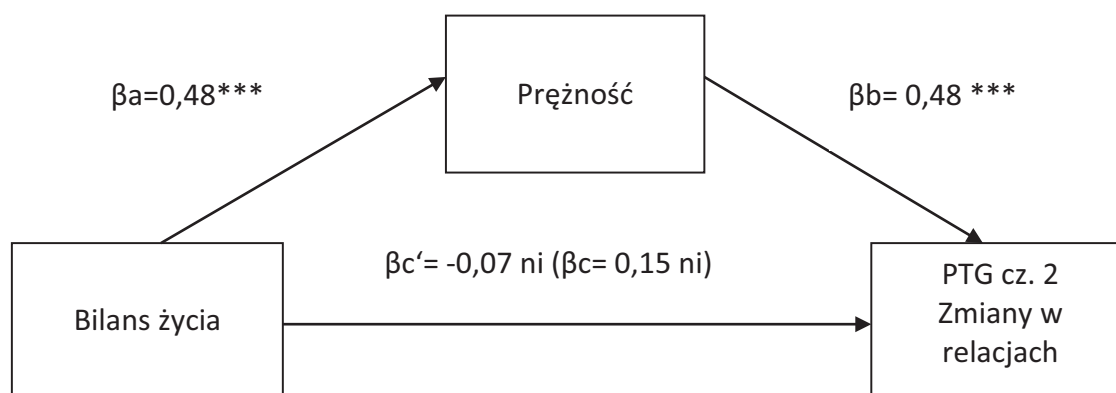 Prężność
βa=0,48***
βb= 0,48 ***
βc‘= -0,07 ni (βc= 0,15 ni)
Bilans życia
PTG cz. 2
Zmiany w
relacjach